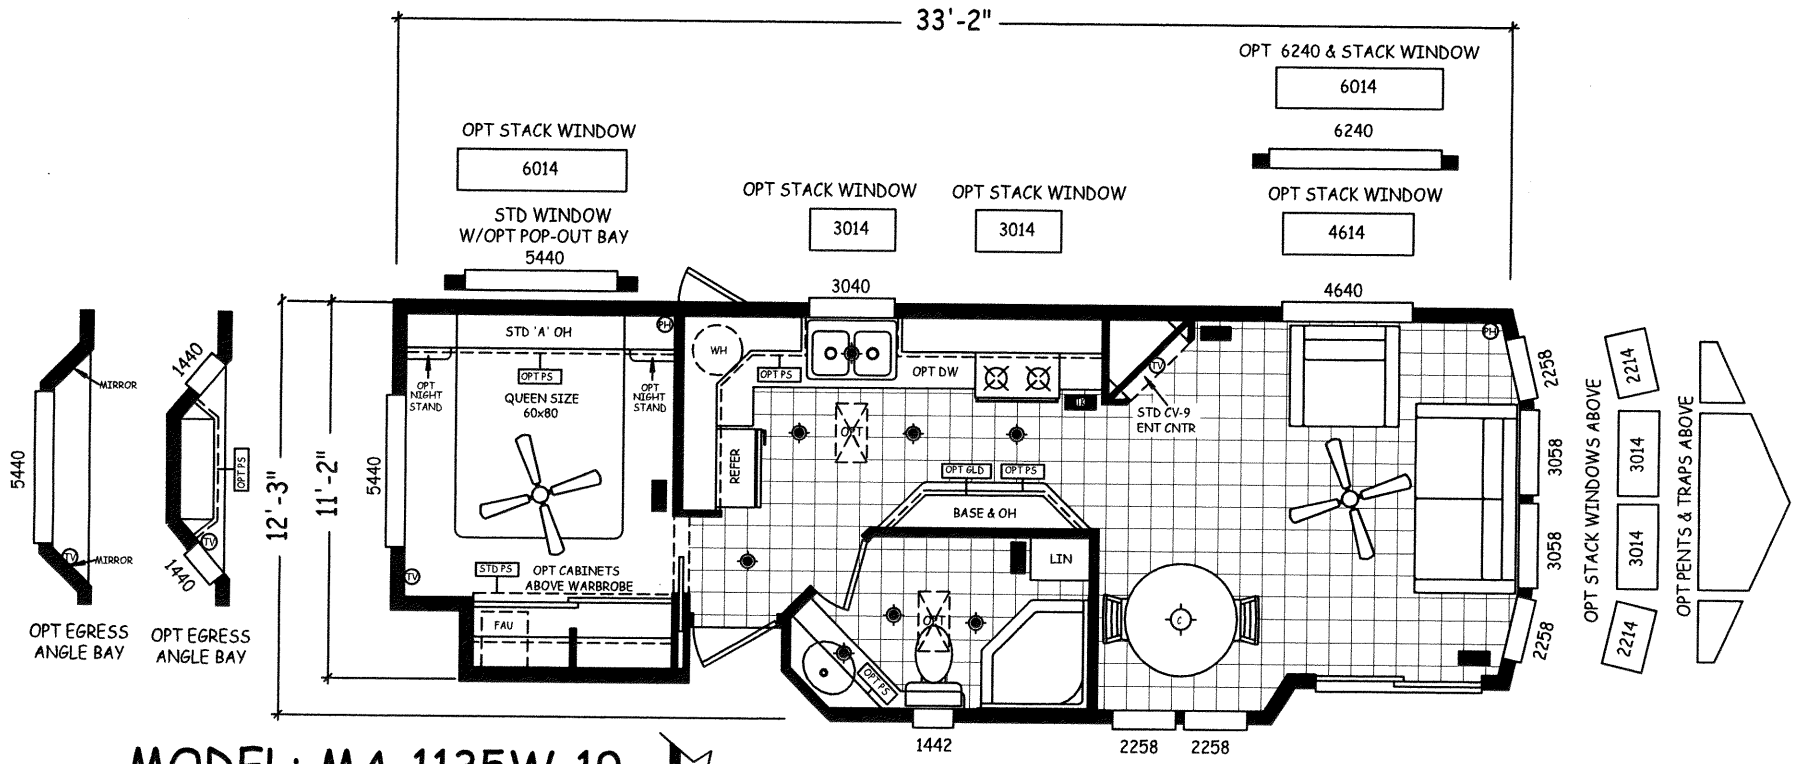 33'-2"
OPT 6240 & STACK WINDOW
6014
6240
OPT STACK WINDOW
4614
4640
OPT STACK WINDOW
6014
STD WINDOW
W/OPT POP-OUT BAY
5440
OPT STACK WINDOW
3014
3040
OPT STACK WINDOW
3014
STD 'A' OH
PH
OPT
NIGHT
STAND
OPT PS
QUEEN SIZE
60x80
OPT
NIGHT
STAND
WH
OPT PS
OPT DW
TV
STD CV-9
ENT CNTR
PH
REFER
OPT
OPT GLD
OPT PS
BASE & OH
LIN
TV
STD PS
OPT CABINETS
ABOVE WARBROBE
FAU
OPT
OPT PS
C
5440
12'-3"
11'-2"
5440
MIRROR
TV
MIRROR
OPT EGRESS
ANGLE BAY
1440
OPT PS
TV
1440
OPT EGRESS
ANGLE BAY
2258
3058
3058
2258
OPT STACK WINDOWS ABOVE
2214
3014
3014
2214
OPT PENTS & TRAPS ABOVE
1442
2258
2258
MODEL: MA-1135W-19